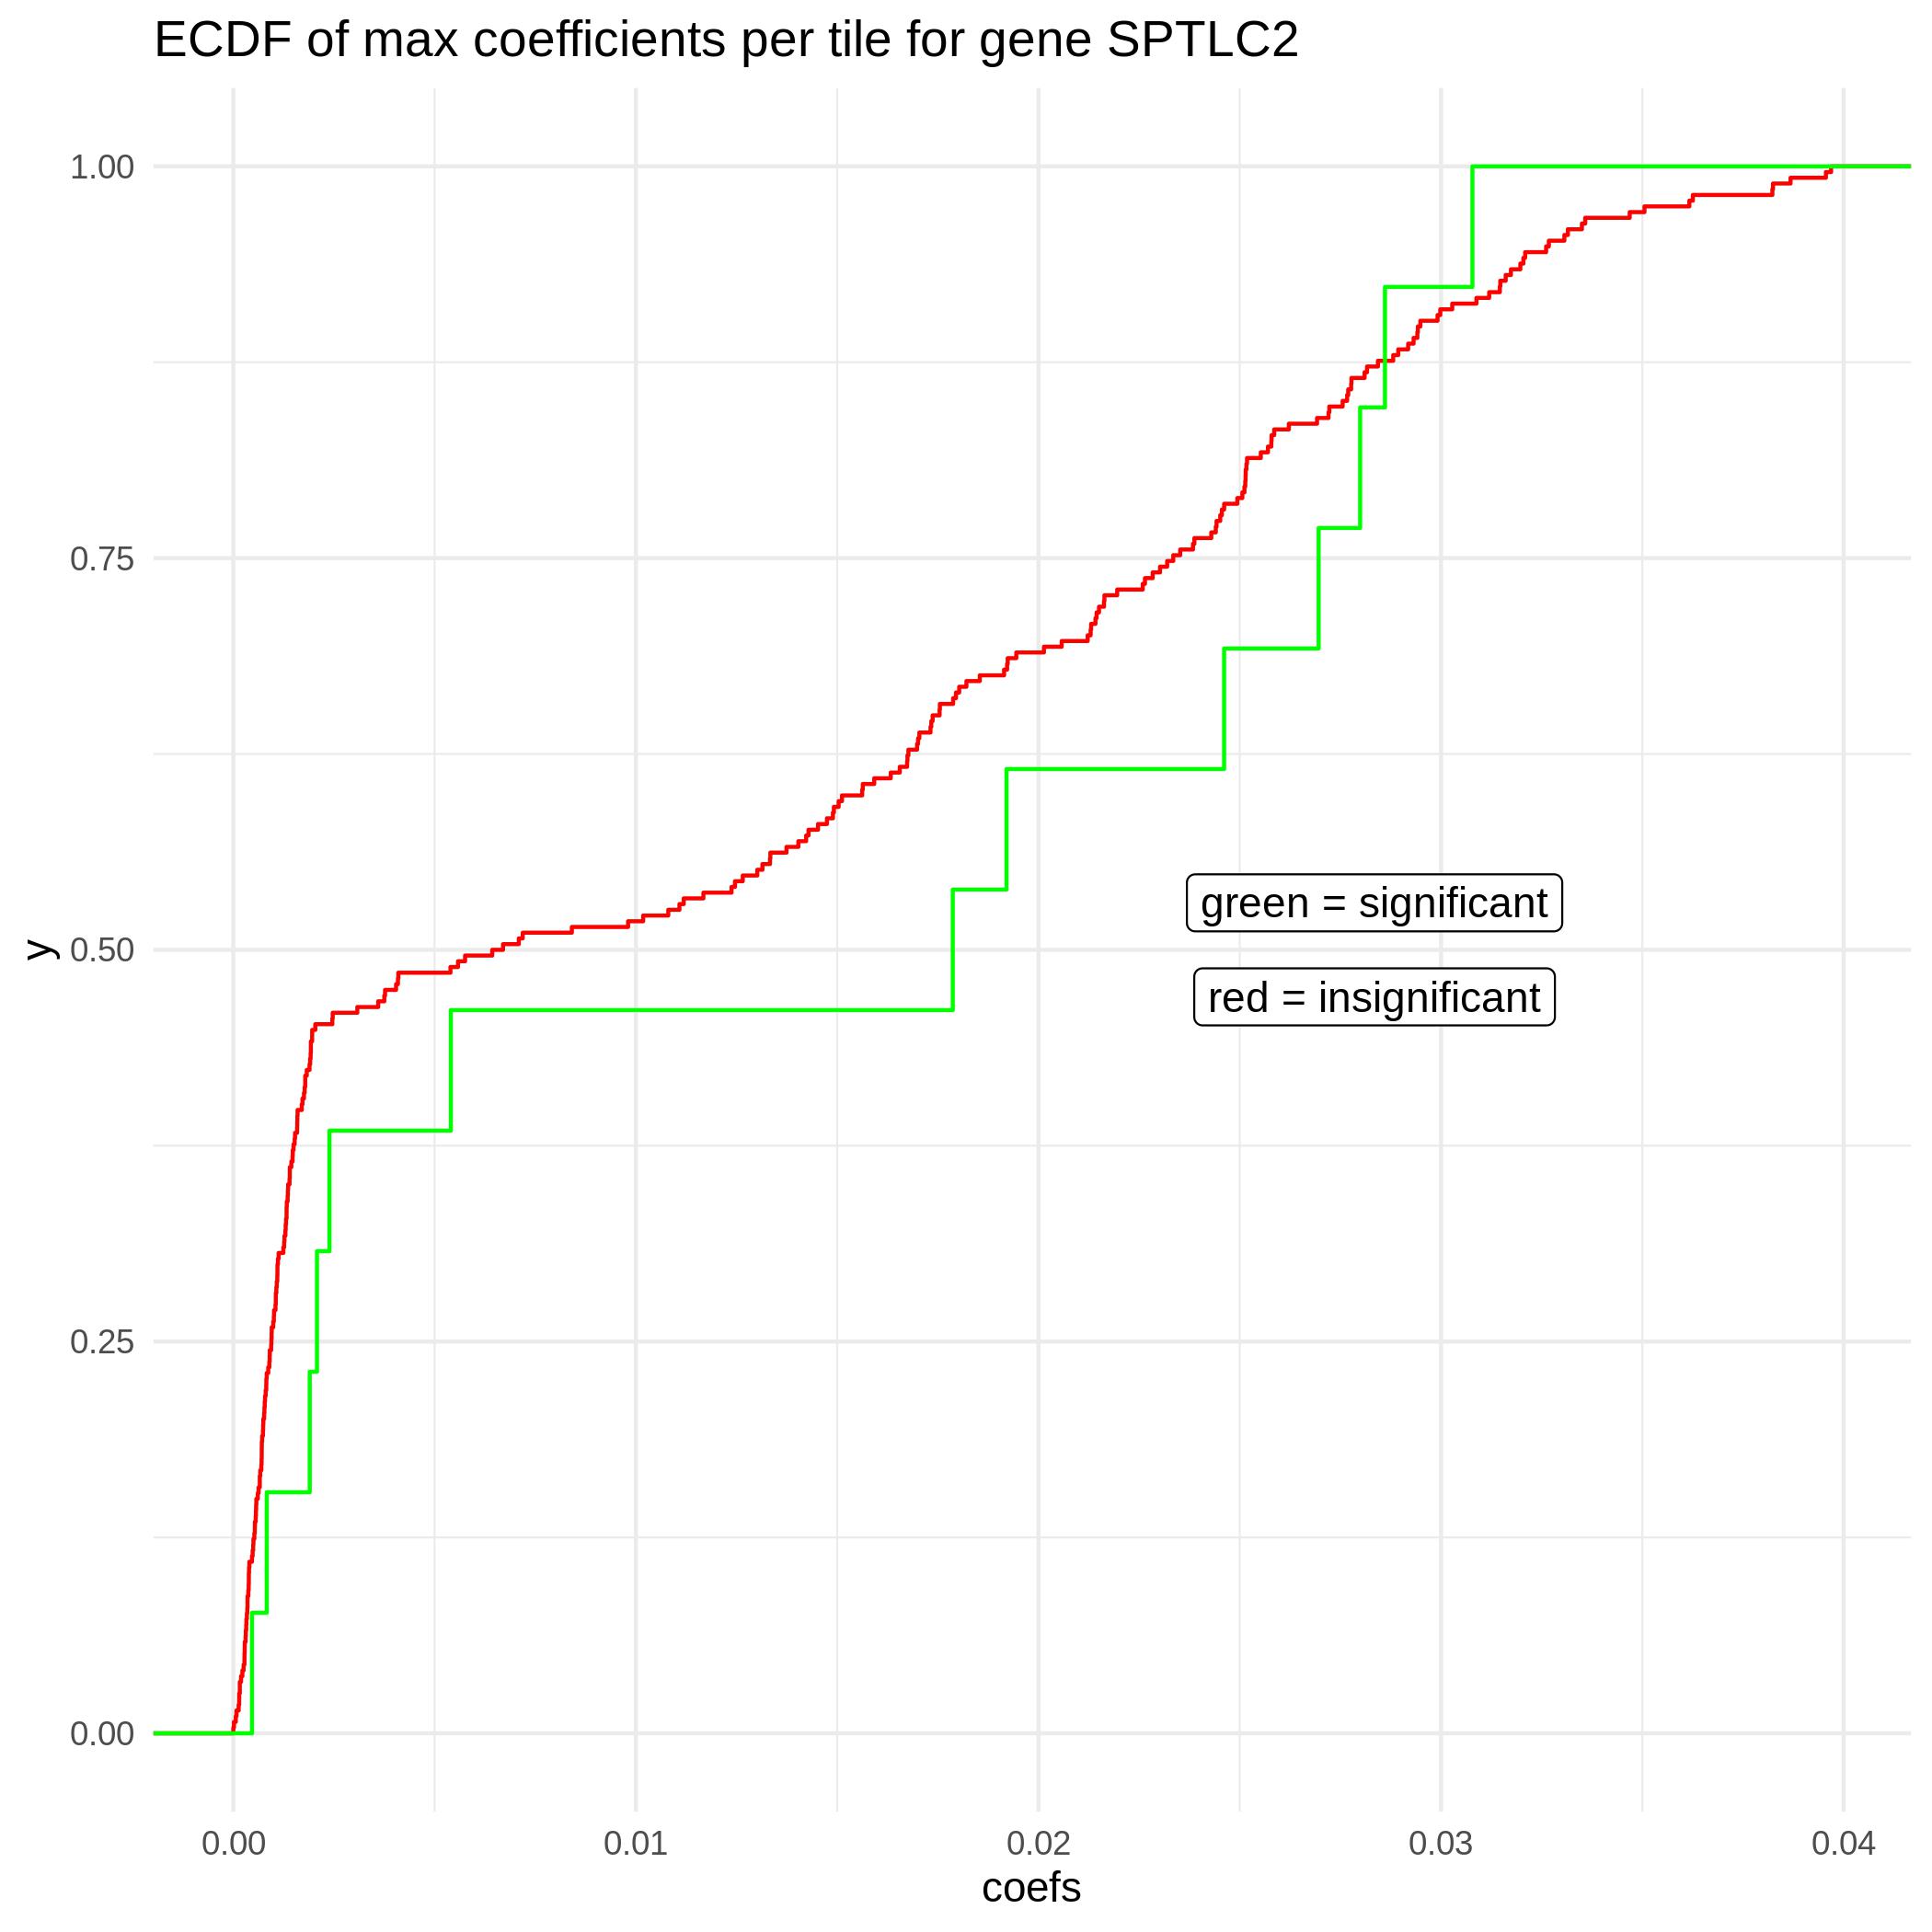 ECDF of max coefficients per tile for gene SPTLC2
1.00
0.75
0.50
0.25
0.00
y
green = significant
red = insignificant
0.00 0.01 0.02 0.03 0.04
coefs